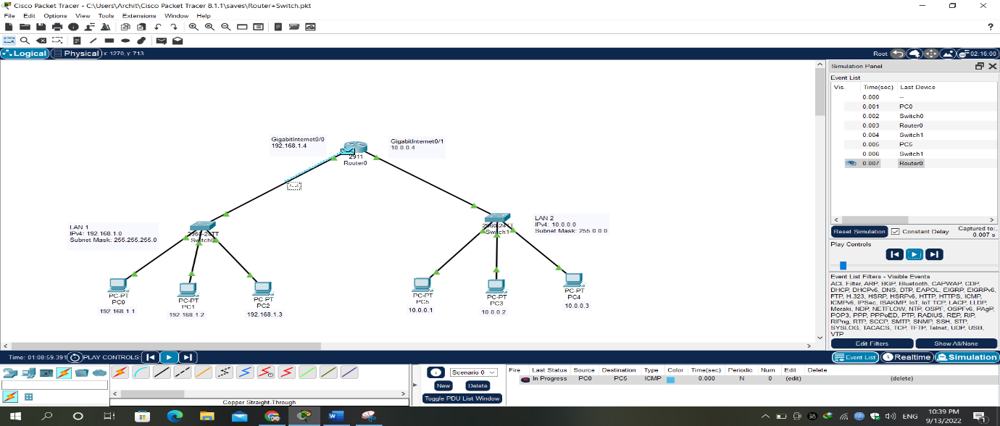 Cisco Packet Tracer - C:\Users\Archit\Cisco Packet Tracer 8.1.1\saves\Router+Switch.pkt
File Edit Options View Tools Extensions Window Help
Logical Physical x: 1270, y: 713 Root 02:16:00
GigabitInternet0/0
192.168.1.4
GigabitInternet0/1
10.0.0.4
2911
Router0
LAN 1
IPv4: 192.168.1.0
Subnet Mask: 255.255.255.0
2960-24TT
Switch0
2960-24TT
Switch1
LAN 2
IPv4: 10.0.0.0
Subnet Mask: 255.0.0.0
PC-PT
PC0
192.168.1.1
PC-PT
PC1
192.168.1.2
PC-PT
PC2
192.168.1.3
PC-PT
PC5
10.0.0.1
PC-PT
PC3
10.0.0.2
PC-PT
PC4
10.0.0.3
Simulation Panel
Event List
Vis. Time(sec) Last Device
0.000 --
0.001 PC0
0.002 Switch0
0.003 Router0
0.004 Switch1
0.005 PC5
0.006 Switch1
0.007 Router0
Reset Simulation Constant Delay Captured to:
0.007 s
Play Controls
Event List Filters - Visible Events
ACL Filter, ARP, BGP, Bluetooth, CAPWAP, CDP,
DHCP, DHCPv6, DNS, DTP, EAPOL, EIGRP, EIGRPv6,
FTP, H.323, HSRP, HSRPv6, HTTP, HTTPS, ICMP,
ICMPv6, IPSec, ISAKMP, IoT, IoT TCP, LACP, LLDP,
Meraki, NDP, NETFLOW, NTP, OSPF, OSPFv6, PAgP,
POP3, PPP, PPPoED, PTP, RADIUS, REP, RIP,
RIPng, RTP, SCCP, SMTP, SNMP, SSH, STP,
SYSLOG, TACACS, TCP, TFTP, Telnet, UDP, USB,
VTP
Edit Filters Show All/None
Time: 01:08:59.391 PLAY CONTROLS: Event List Realtime Simulation
Copper Straight-Through
Scenario 0
New Delete
Toggle PDU List Window
Fire Last Status Source Destination Type Color Time(sec) Periodic Num Edit Delete
In Progress PC0 PC5 ICMP 0.000 N 0 (edit) (delete)
ENG 10:39 PM
9/13/2022